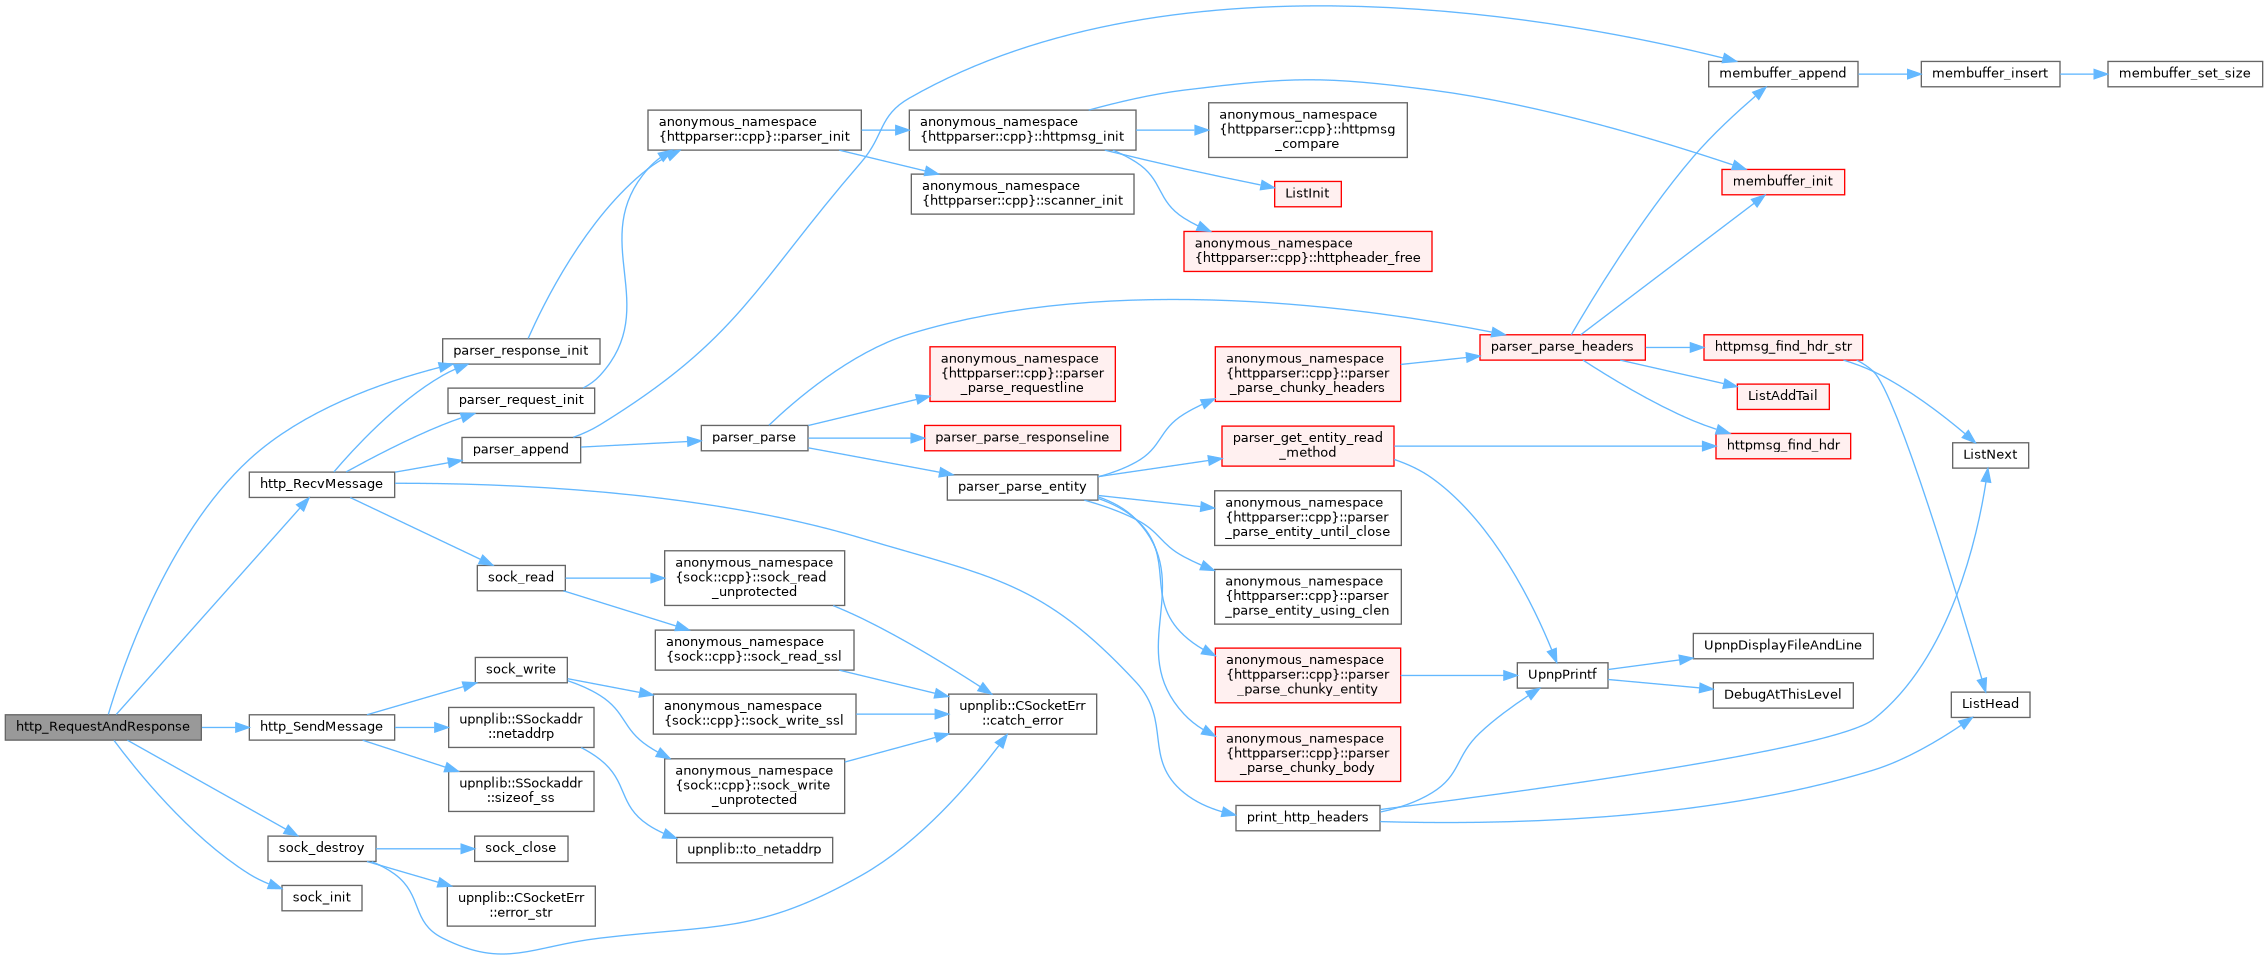 http_RequestAndResponse
http_RecvMessage
parser_response_init
parser_request_init
parser_append
http_SendMessage
sock_destroy
sock_init
sock_read
sock_write
upnplib::SSockaddr
::netaddrp
upnplib::SSockaddr
::sizeof_ss
sock_close
upnplib::CSocketErr
::error_str
anonymous_namespace
{httpparser::cpp}::parser_init
parser_parse
anonymous_namespace
{sock::cpp}::sock_read
_unprotected
anonymous_namespace
{sock::cpp}::sock_read_ssl
anonymous_namespace
{sock::cpp}::sock_write_ssl
anonymous_namespace
{sock::cpp}::sock_write
_unprotected
upnplib::to_netaddrp
anonymous_namespace
{httpparser::cpp}::httpmsg_init
anonymous_namespace
{httpparser::cpp}::scanner_init
anonymous_namespace
{httpparser::cpp}::parser
_parse_requestline
parser_parse_responseline
parser_parse_entity
upnplib::CSocketErr
::catch_error
anonymous_namespace
{httpparser::cpp}::httpmsg
_compare
ListInit
anonymous_namespace
{httpparser::cpp}::httpheader_free
anonymous_namespace
{httpparser::cpp}::parser
_parse_chunky_headers
parser_get_entity_read
_method
anonymous_namespace
{httpparser::cpp}::parser
_parse_entity_until_close
anonymous_namespace
{httpparser::cpp}::parser
_parse_entity_using_clen
anonymous_namespace
{httpparser::cpp}::parser
_parse_chunky_entity
anonymous_namespace
{httpparser::cpp}::parser
_parse_chunky_body
print_http_headers
parser_parse_headers
UpnpPrintf
membuffer_append
membuffer_init
httpmsg_find_hdr_str
ListAddTail
httpmsg_find_hdr
UpnpDisplayFileAndLine
DebugAtThisLevel
membuffer_insert
ListNext
ListHead
membuffer_set_size